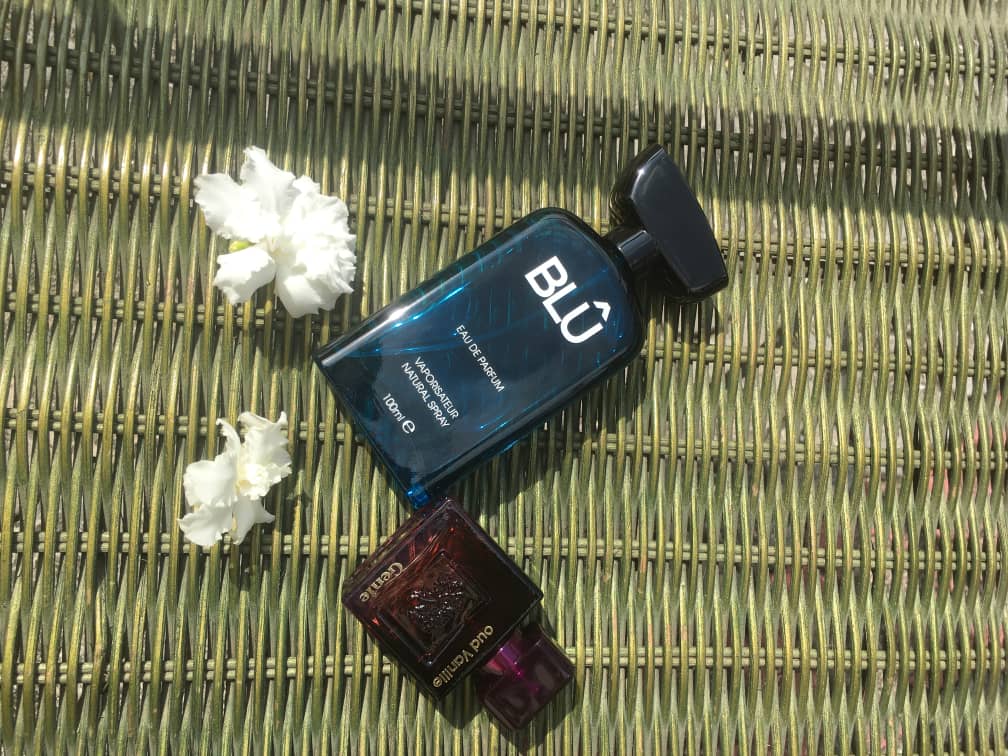 BLÛ
EAU DE PARFUM
VAPORISATEUR
NATURAL SPRAY
100ml e
Genie
oud Vanille